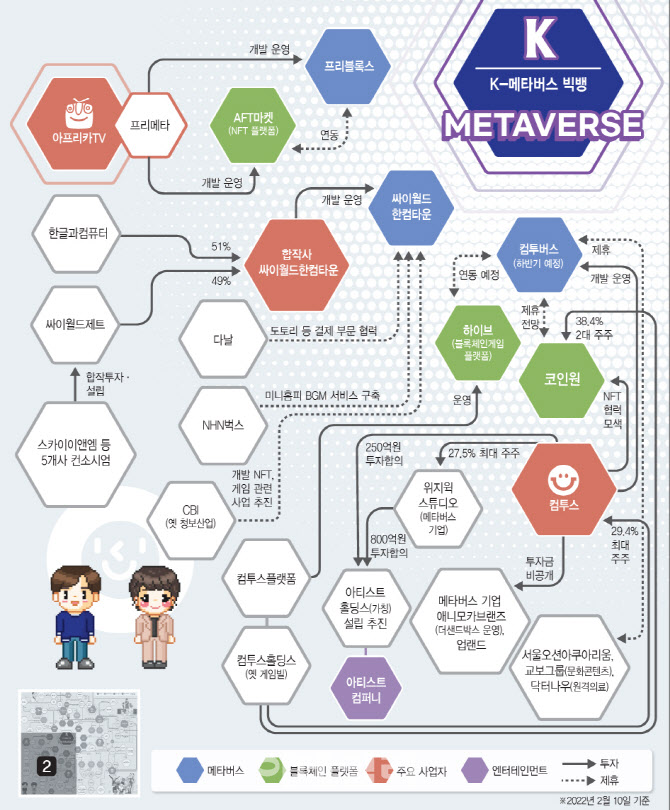 K
K-메타버스 빅뱅
METAVERSE
개발 운영
프리블록스
아프리카TV
프리메타
AFT마켓
(NFT 플랫폼)
연동
개발 운영
한글과컴퓨터
51%
49%
싸이월드제트
합작사
싸이월드한컴타운
개발 운영
싸이월드
한컴타운
합작투자·
설립
스카이이앤엠 등
5개사 컨소시엄
다날
도토리 등 결제 부문 협력
NHN벅스
미니홈피 BGM 서비스 구축
CBI
(옛 청보산업)
개발 NFT,
게임 관련
사업 추진
컴투버스
(하반기 예정)
제휴
개발 운영
연동 예정
제휴
전망
38.4%
2대 주주
하이브
(블록체인게임
플랫폼)
코인원
운영
NFT
협력
모색
250억원
투자합의
27.5% 최대 주주
위지윅
스튜디오
(메타버스
기업)
컴투스
800억원
투자합의
29.4%
최대
주주
투자금
비공개
컴투스플랫폼
아티스트
홀딩스(가칭)
설립 추진
메타버스 기업
애니모카브랜즈
(더샌드박스 운영),
업랜드
서울오션아쿠아리움,
교보그룹(문화콘텐츠),
닥터나우(원격의료)
컴투스홀딩스
(옛 게임빌)
아티스트
컴퍼니
2
메타버스
블록체인 플랫폼
주요 사업자
엔터테인먼트
투자
제휴
※2022년 2월 10일 기준